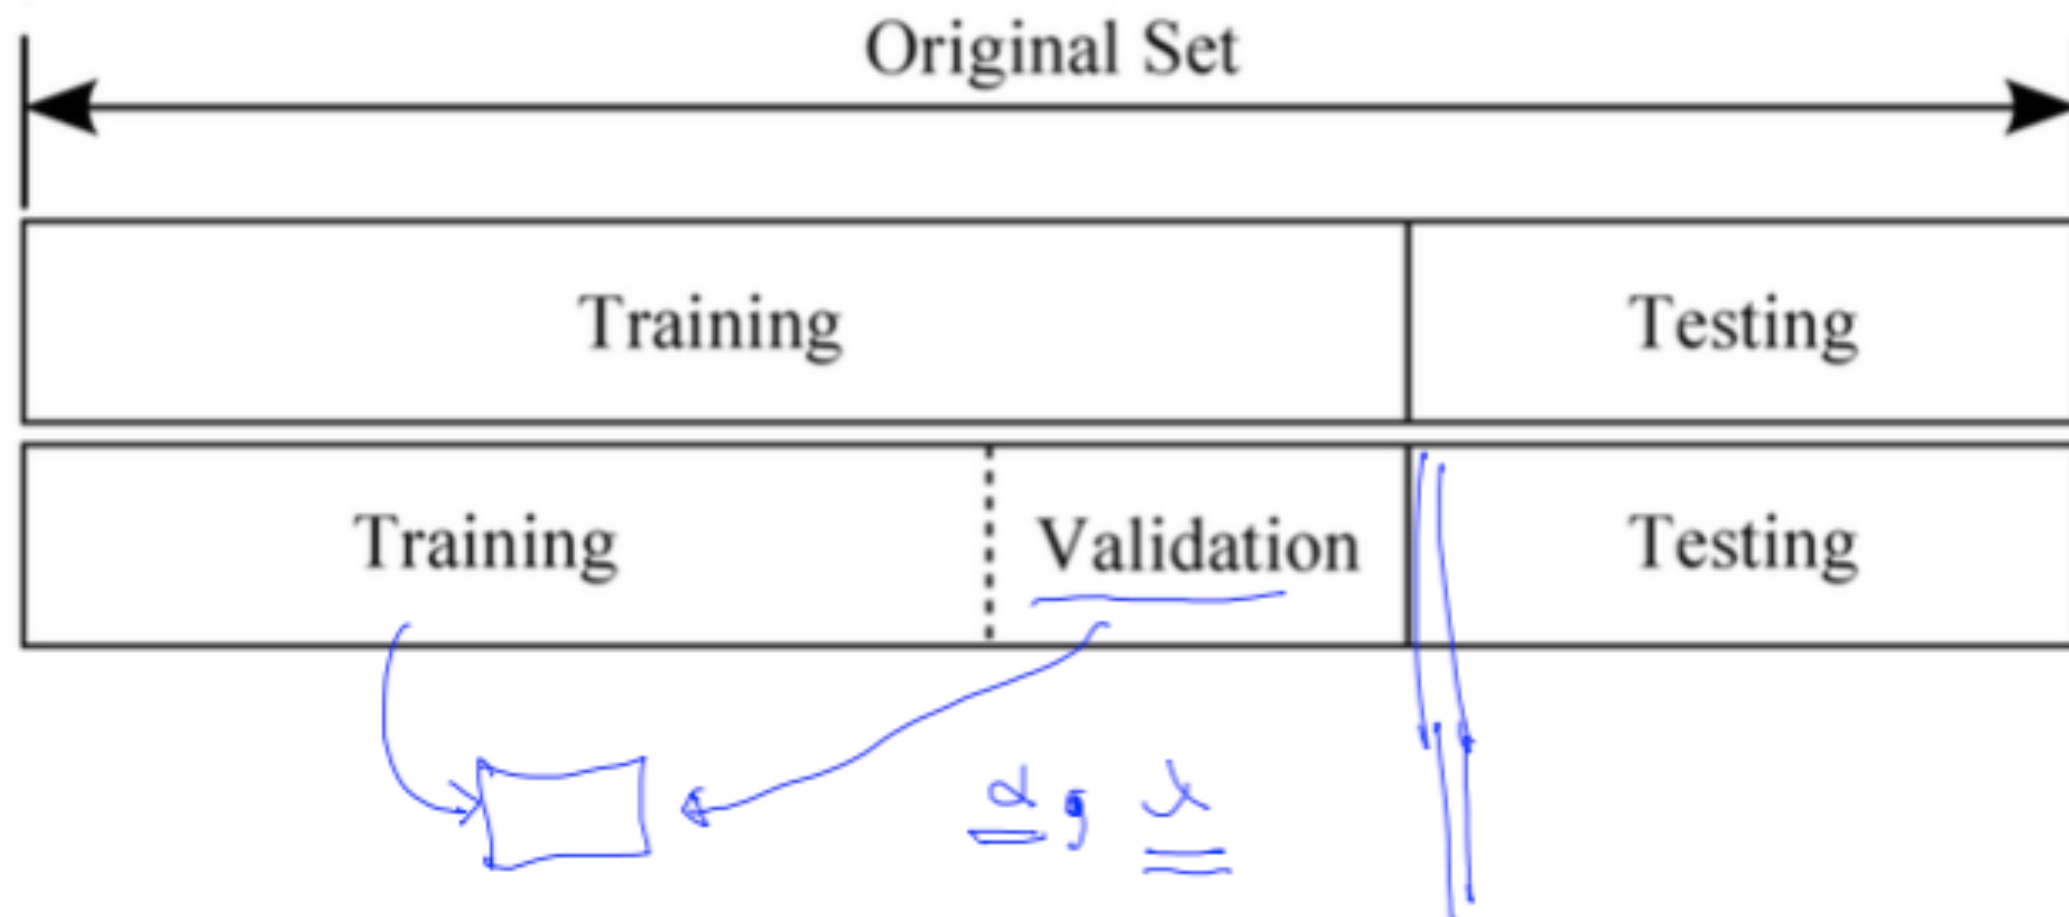 Original Set
Training Testing
Training Validation Testing
α, λ